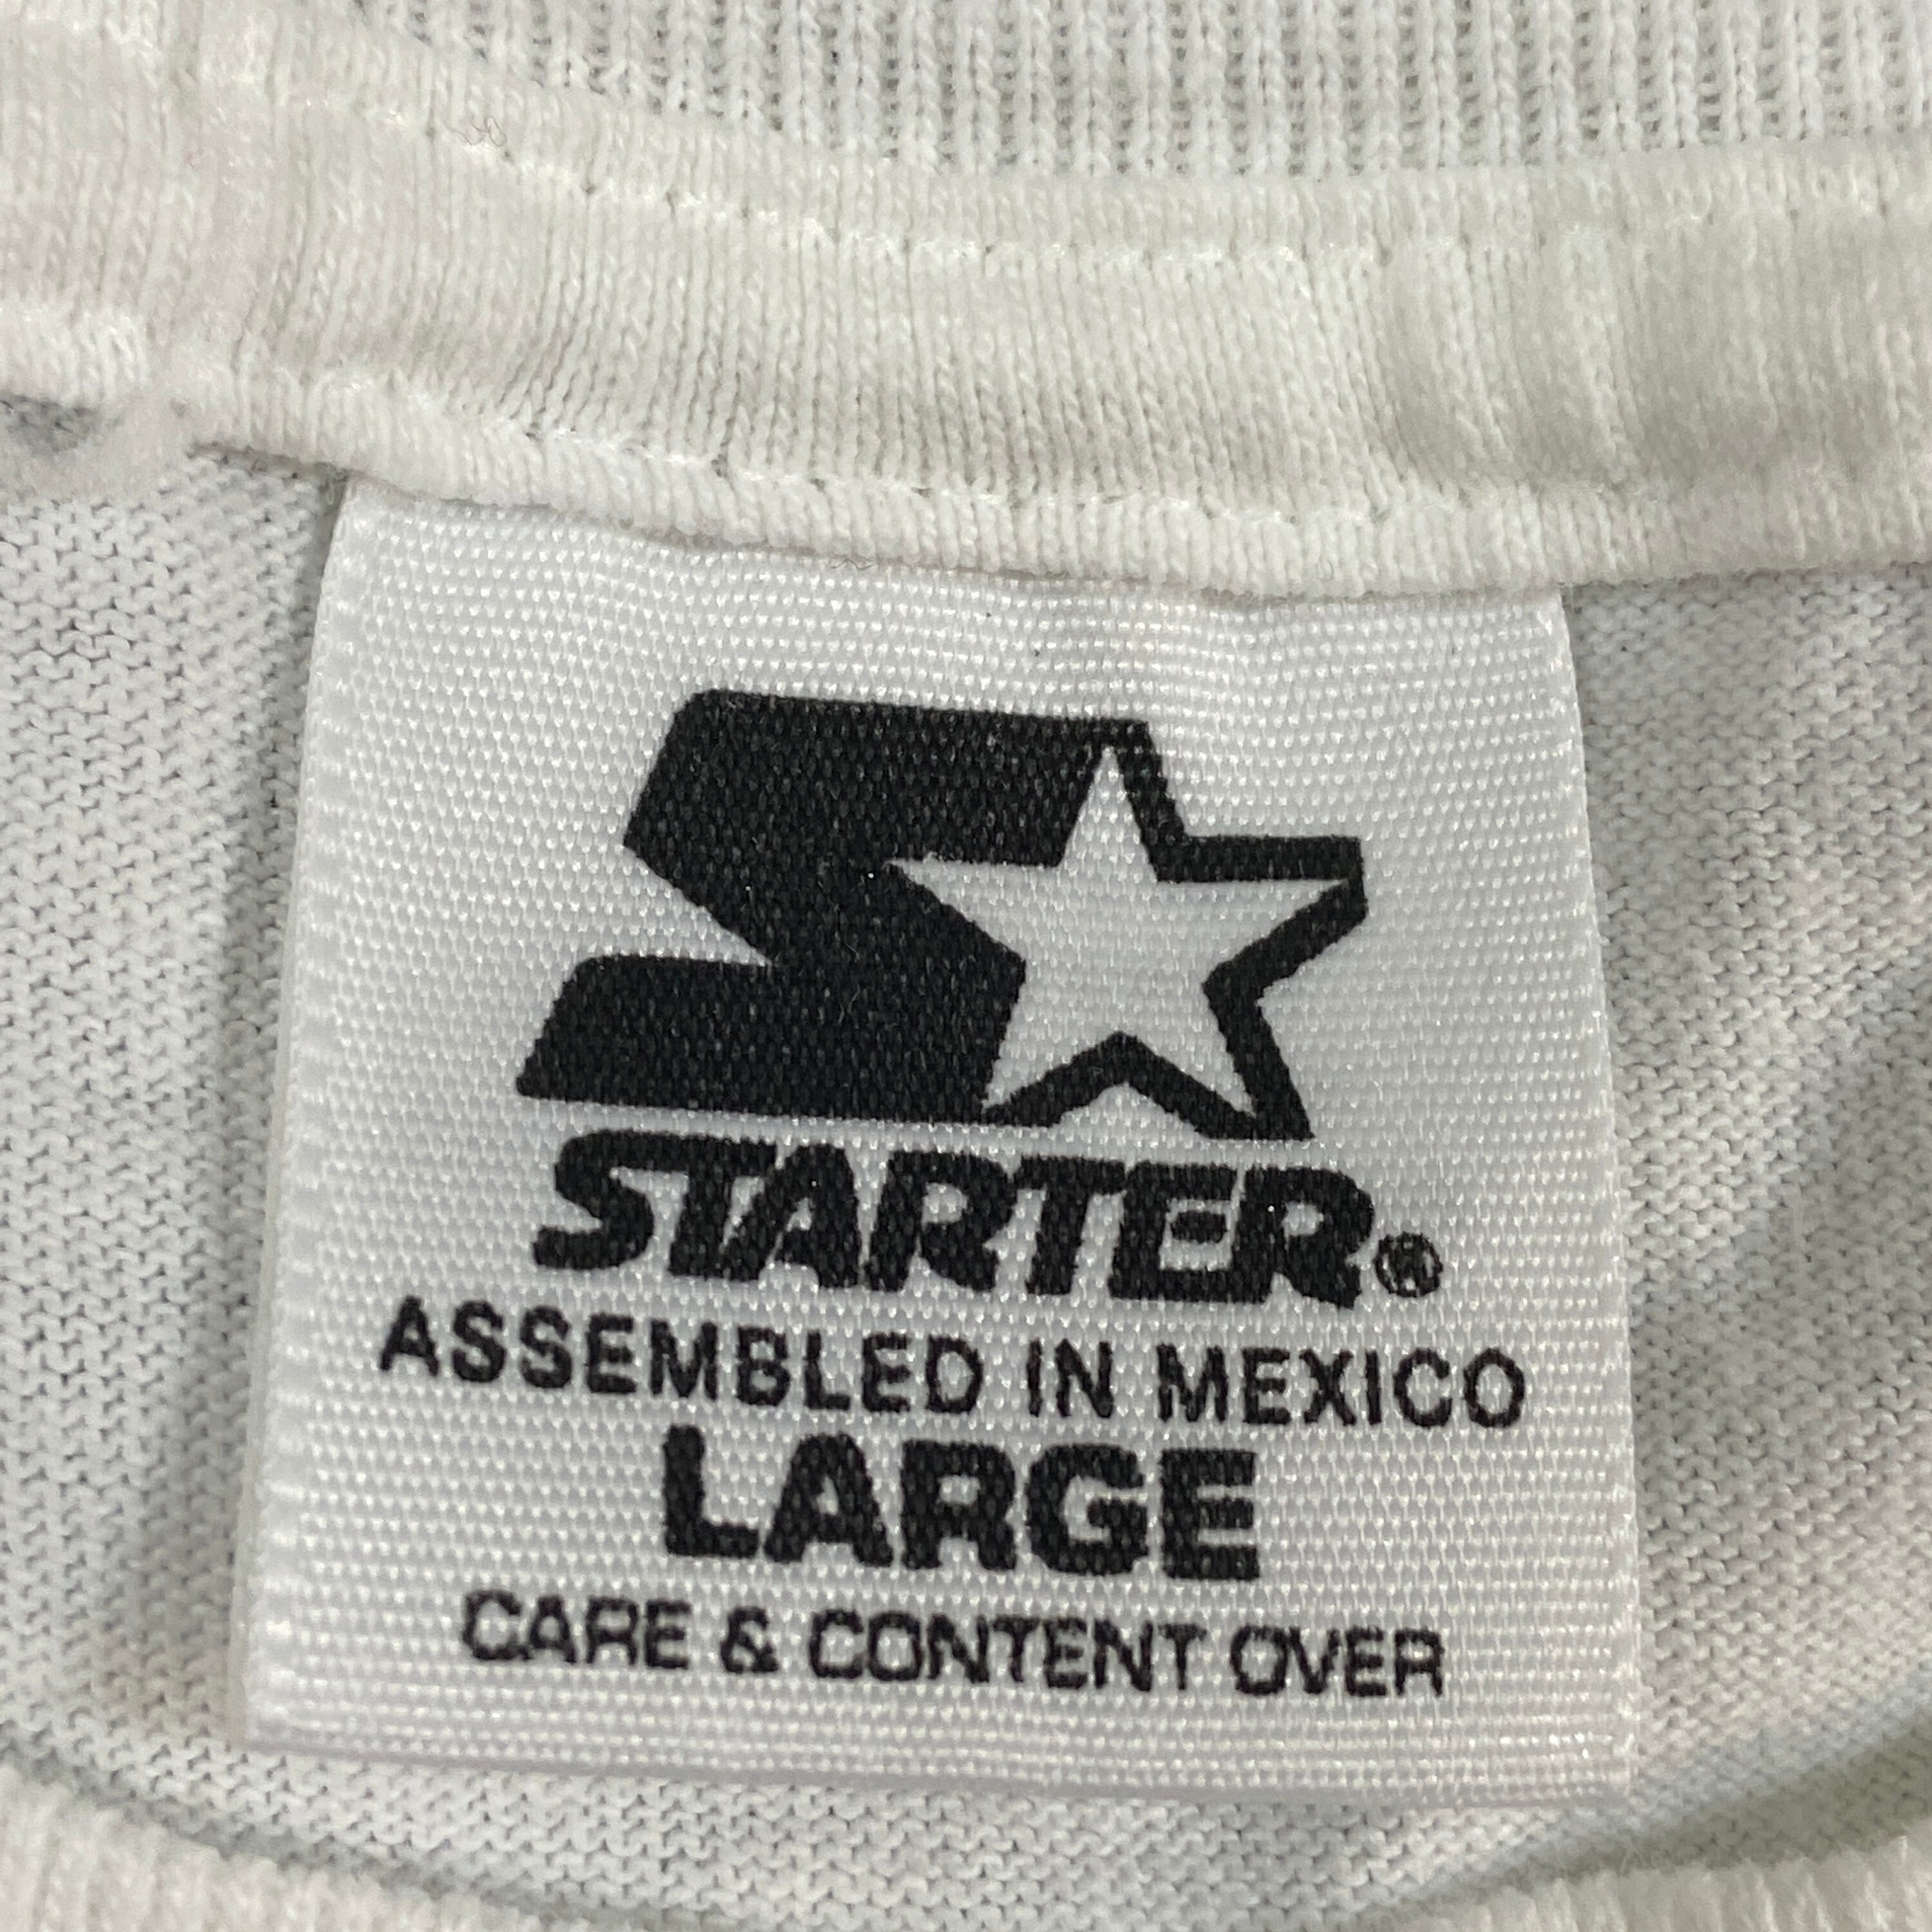 STARTER®
ASSEMBLED IN MEXICO
LARGE
CARE & CONTENT OVER